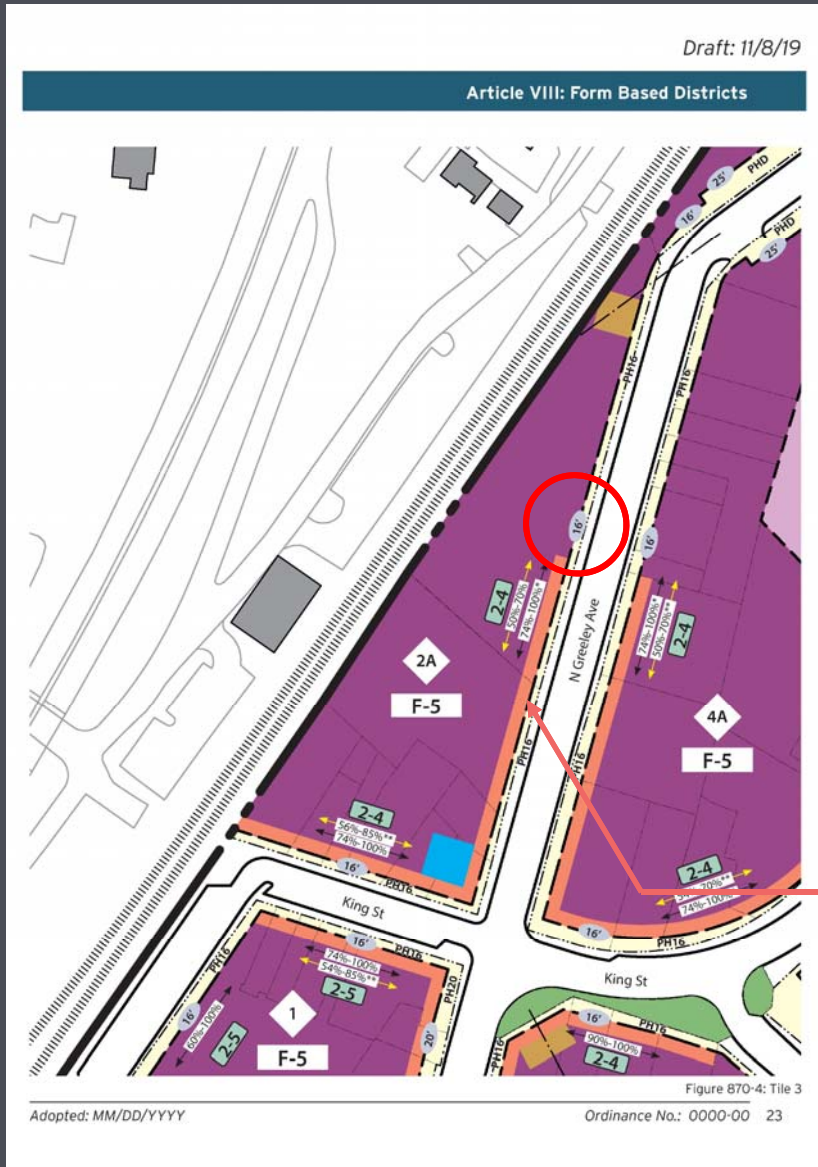 Draft: 11/8/19
Article VIII: Form Based Districts
25'
PHD
16'
PHD
25'
PH16
PH16
16'
16'
2-4
50%-70%
74%-100%*
N Greeley Ave
74%-100%*
50%-70%**
2-4
2A
F-5
4A
F-5
PH16
PH16
2-4
56%-85%**
74%-100%
16'
PH16
2-4
54%-70%**
74%-100%
King St
16'
PH16
16'
PH16
74%-100%
54%-85%**
2-5
PH16
PH20
King St
16'
60%-100%
2-5
1
F-5
20'
PH16
16'
PH16
90%-100%
2-4
Figure 870-4: Tile 3
Adopted: MM/DD/YYYY
Ordinance No.: 0000-00 23